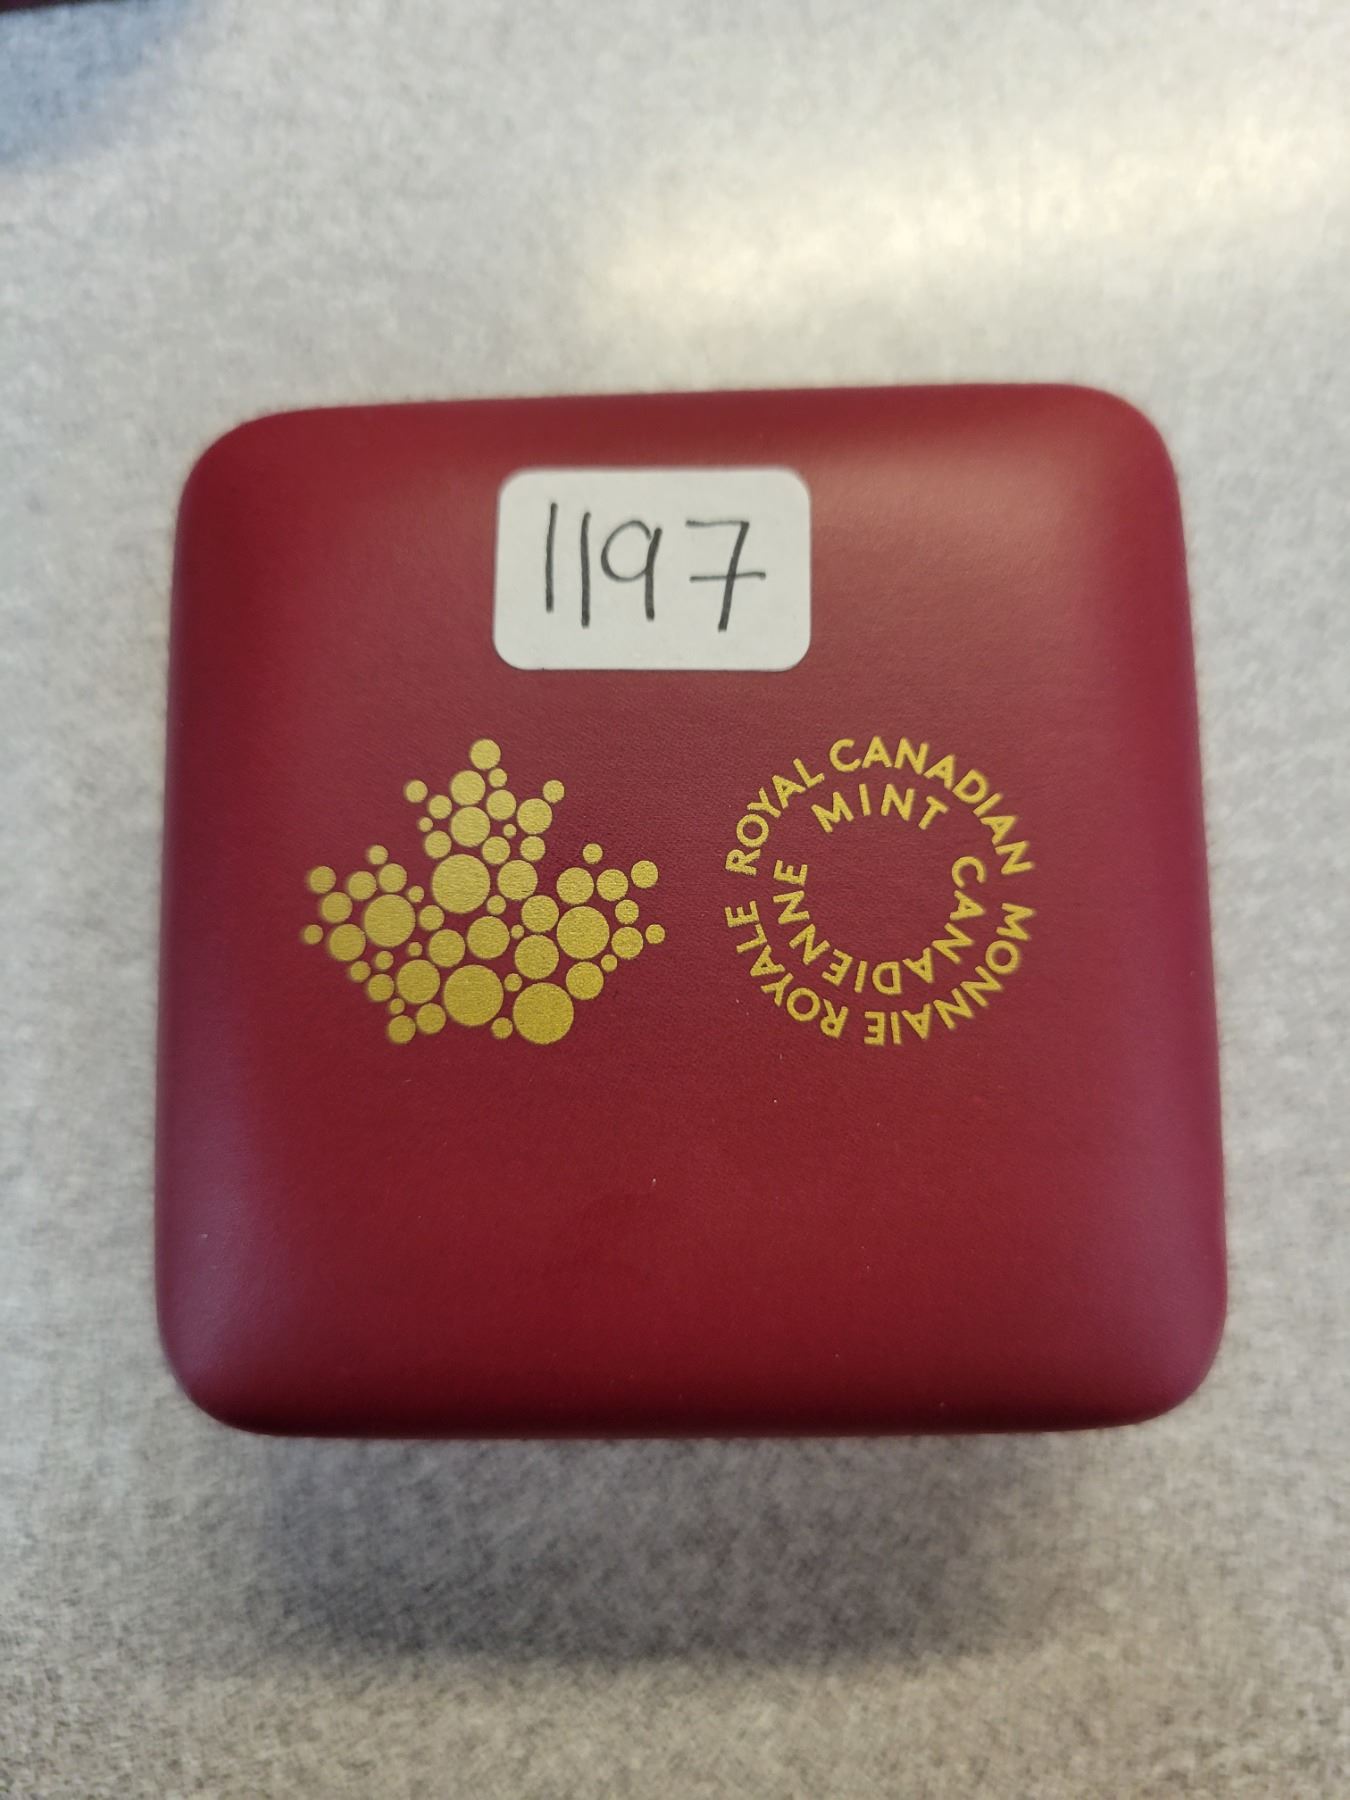 1197
ROYAL CANADIAN
MINT
MONNAIE ROYALE
CANADIENNE